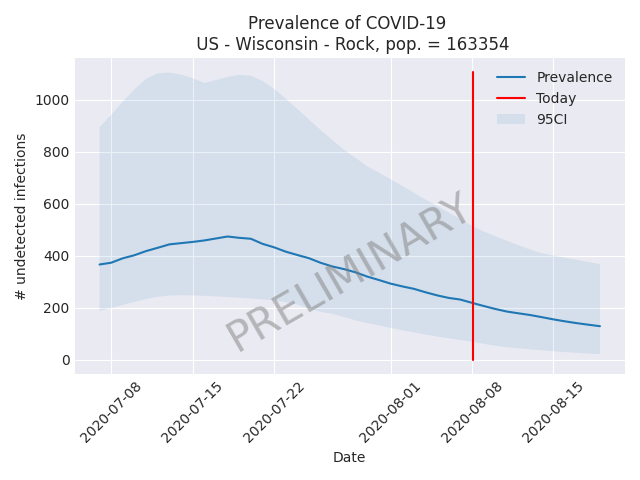 Prevalence of COVID-19
US - Wisconsin - Rock, pop. = 163354
Prevalence
Today
95CI
# undetected infections
1000
800
600
400
200
0
PRELIMINARY
2020-07-08
2020-07-15
2020-07-22
2020-08-01
2020-08-08
2020-08-15
Date